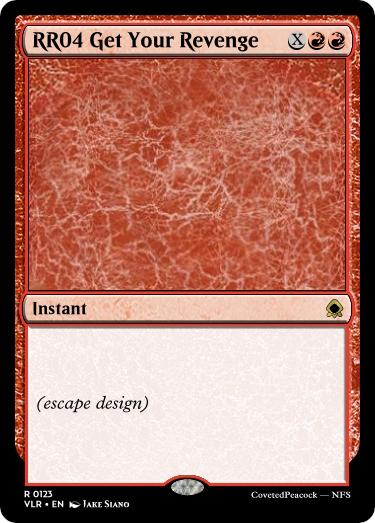 RR04 Get Your Revenge X
Instant
(escape design)
R 0123
VLR • EN Jake Siano
CovetedPeacock — NFS